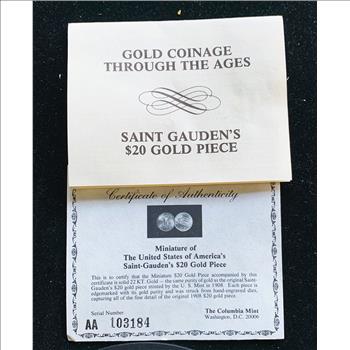 GOLD COINAGE
THROUGH THE AGES
SAINT GAUDEN'S
$20 GOLD PIECE
Certificate of Authenticity
Miniature of
The United States of America's
Saint-Gauden's $20 Gold Piece
This is to certify that the Miniature $20 Gold Piece accompanied by this
certificate is solid 22 KT. Gold — the same purity of gold as the original Saint-
Gauden's $20 gold piece printed by the U. S. Mint in 1908. Each piece is
edgemarked with its gold purity and was struck from hand-engraved dies,
capturing all of the fine detail of the original 1908 $20 gold piece.
Serial Number
AA 103184
The Columbia Mint
Washington, D.C. 20006